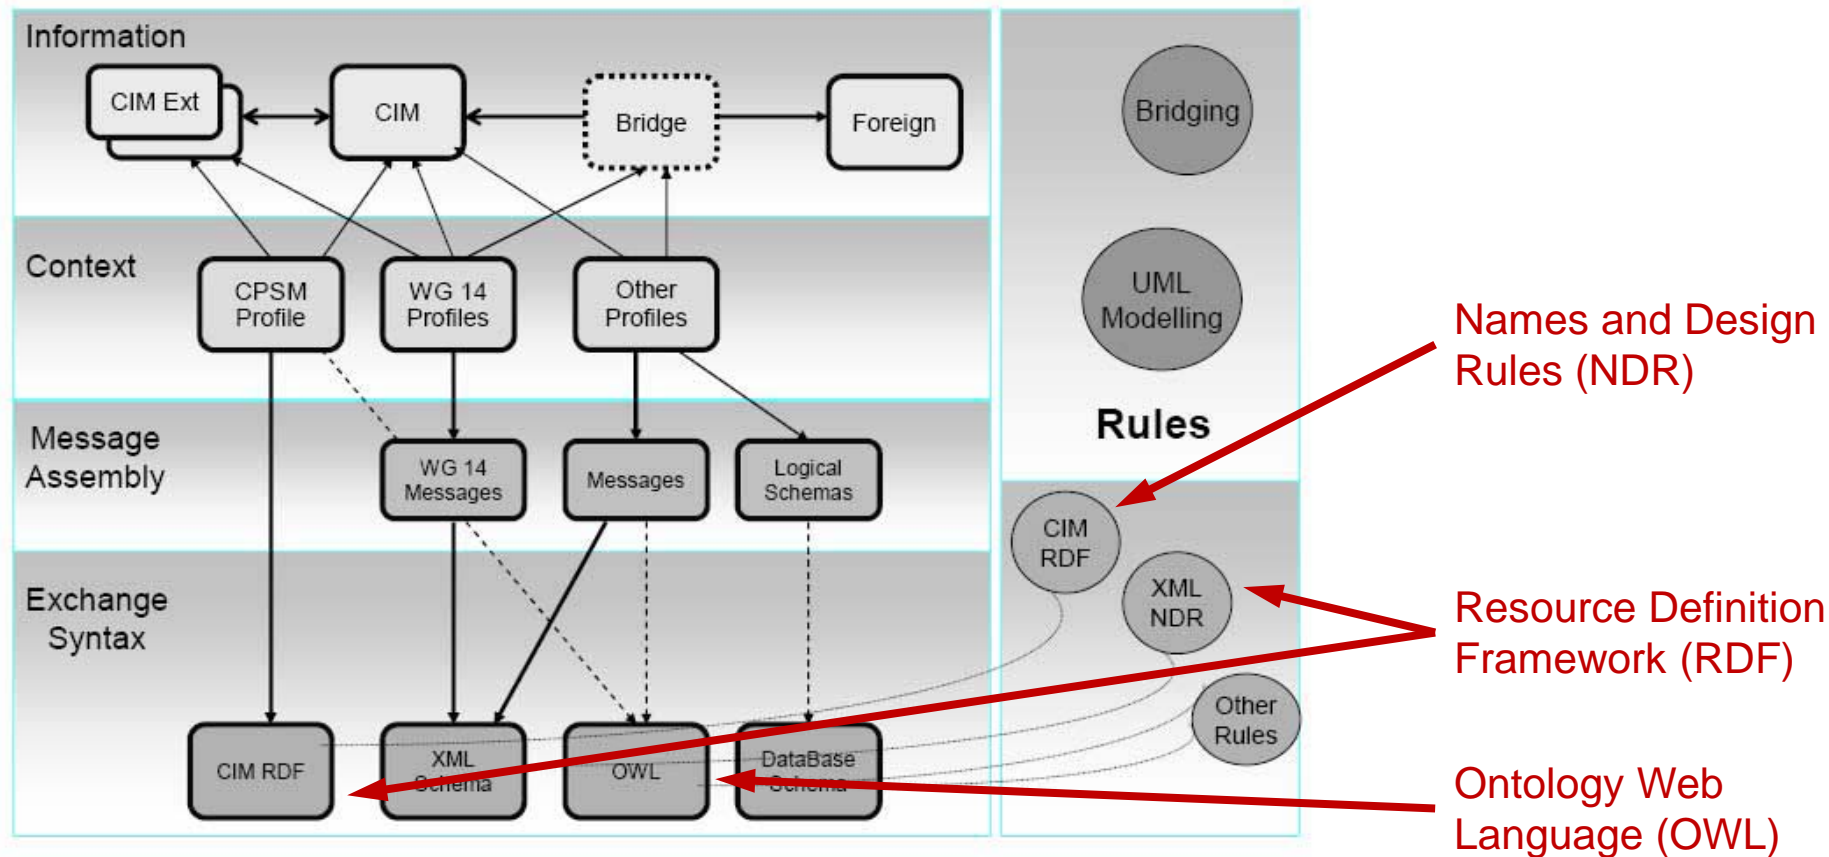 Information
CIM Ext
CIM
Bridge
Foreign
Context
CPSM
Profile
WG 14
Profiles
Other
Profiles
Message
Assembly
WG 14
Messages
Messages
Logical
Schemas
Exchange
Syntax
CIM RDF
XML
Schema
OWL
DataBase
Schema
Bridging
UML
Modelling
Rules
CIM
RDF
XML
NDR
Other
Rules
Names and Design
Rules (NDR)
Resource Definition
Framework (RDF)
Ontology Web
Language (OWL)